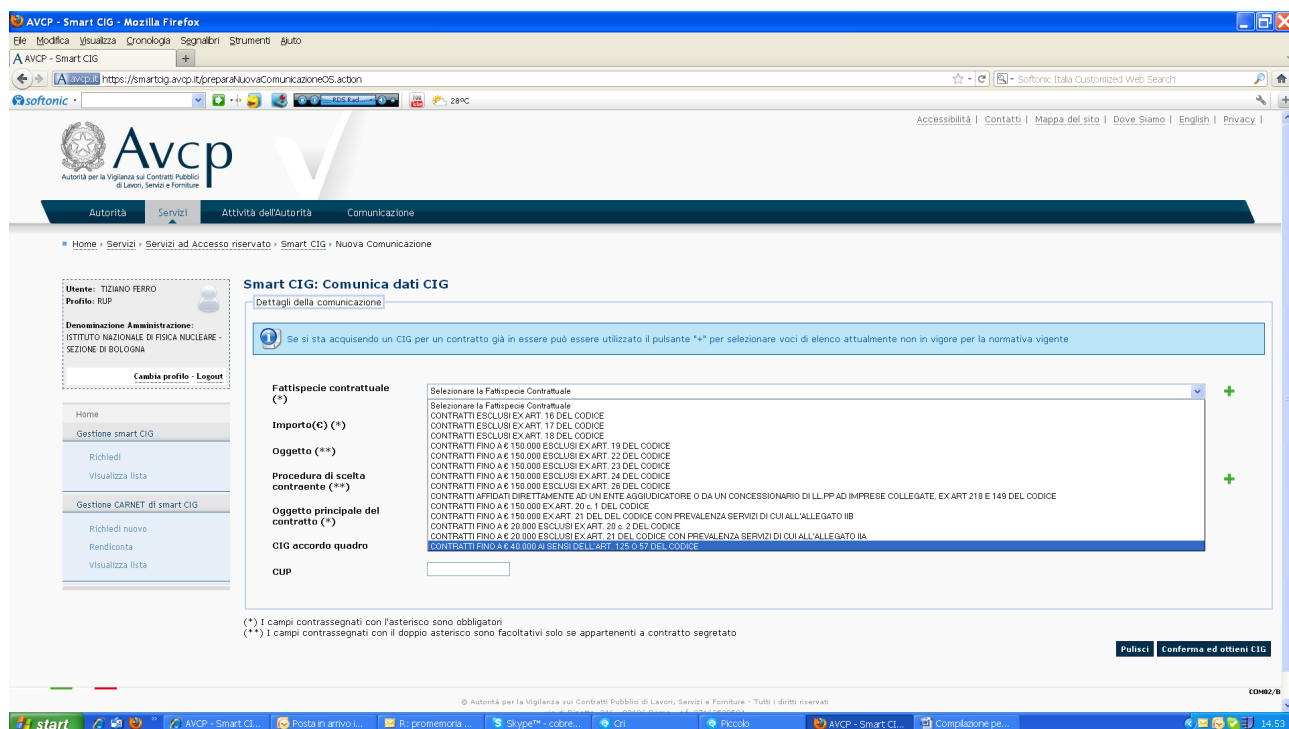 AVCP - Smart CIG - Mozilla Firefox
File Modifica Visualizza Cronologia Segnalibri Strumenti Aiuto
AVCP - Smart CIG
avcp.it https://smartcig.avcp.it/preparaNuovaComunicazioneOS.action
Softonic Italia Customized Web Search
softonic
RDS Rad...
28°C
Accessibilità | Contatti | Mappa del sito | Dove Siamo | English | Privacy |
Avcp
Autorità per la Vigilanza sui Contratti Pubblici
di Lavori, Servizi e Forniture
Autorità Servizi Attività dell'Autorità Comunicazione
Home › Servizi › Servizi ad Accesso riservato › Smart CIG › Nuova Comunicazione
Utente: TIZIANO FERRO
Profilo: RUP
Denominazione Amministrazione:
ISTITUTO NAZIONALE DI FISICA NUCLEARE -
SEZIONE DI BOLOGNA
Cambia profilo - Logout
Home
Gestione smart CIG
Richiedi
Visualizza lista
Gestione CARNET di smart CIG
Richiedi nuovo
Rendiconta
Visualizza lista
Smart CIG: Comunica dati CIG
Dettagli della comunicazione
Se si sta acquisendo un CIG per un contratto già in essere può essere utilizzato il pulsante "+" per selezionare voci di elenco attualmente non in vigore per la normativa vigente
Fattispecie contrattuale
(*)
Selezionare la Fattispecie Contrattuale
Selezionare la Fattispecie Contrattuale
CONTRATTI ESCLUSI EX ART. 16 DEL CODICE
CONTRATTI ESCLUSI EX ART. 17 DEL CODICE
CONTRATTI ESCLUSI EX ART. 18 DEL CODICE
CONTRATTI FINO A € 150.000 ESCLUSI EX ART. 19 DEL CODICE
CONTRATTI FINO A € 150.000 ESCLUSI EX ART. 22 DEL CODICE
CONTRATTI FINO A € 150.000 ESCLUSI EX ART. 23 DEL CODICE
CONTRATTI FINO A € 150.000 ESCLUSI EX ART. 24 DEL CODICE
CONTRATTI FINO A € 150.000 ESCLUSI EX ART. 26 DEL CODICE
CONTRATTI AFFIDATI DIRETTAMENTE AD UN ENTE AGGIUDICATORE O DA UN CONCESSIONARIO DI LL.PP AD IMPRESE COLLEGATE, EX ART 218 E 149 DEL CODICE
CONTRATTI FINO A € 150.000 EX ART. 20 c. 1 DEL CODICE
CONTRATTI FINO A € 150.000 EX ART. 21 DEL DEL CODICE CON PREVALENZA SERVIZI DI CUI ALL'ALLEGATO IIB
CONTRATTI FINO A € 20.000 ESCLUSI EX ART. 20 c. 2 DEL CODICE
CONTRATTI FINO A € 20.000 ESCLUSI EX ART. 21 DEL CODICE CON PREVALENZA SERVIZI DI CUI ALL'ALLEGATO IIA
CONTRATTI FINO A € 40.000 AI SENSI DELL'ART. 125 O 57 DEL CODICE
Importo(€) (*)
Oggetto (**)
Procedura di scelta
contraente (**)
Oggetto principale del
contratto (*)
CIG accordo quadro
CUP
(*) I campi contrassegnati con l'asterisco sono obbligatori
(**) I campi contrassegnati con il doppio asterisco sono facoltativi solo se appartenenti a contratto segretato
Pulisci Conferma ed ottieni CIG
COM02/B
© Autorità per la Vigilanza sui Contratti Pubblici di Lavori, Servizi e Forniture - Tutti i diritti riservati
start
AVCP - Smart CI...
Posta in arrivo i...
R: promemoria ...
Skype™ - cobre...
Cri
Piccolo
AVCP - Smart CI...
Compilazione pe...
14.53